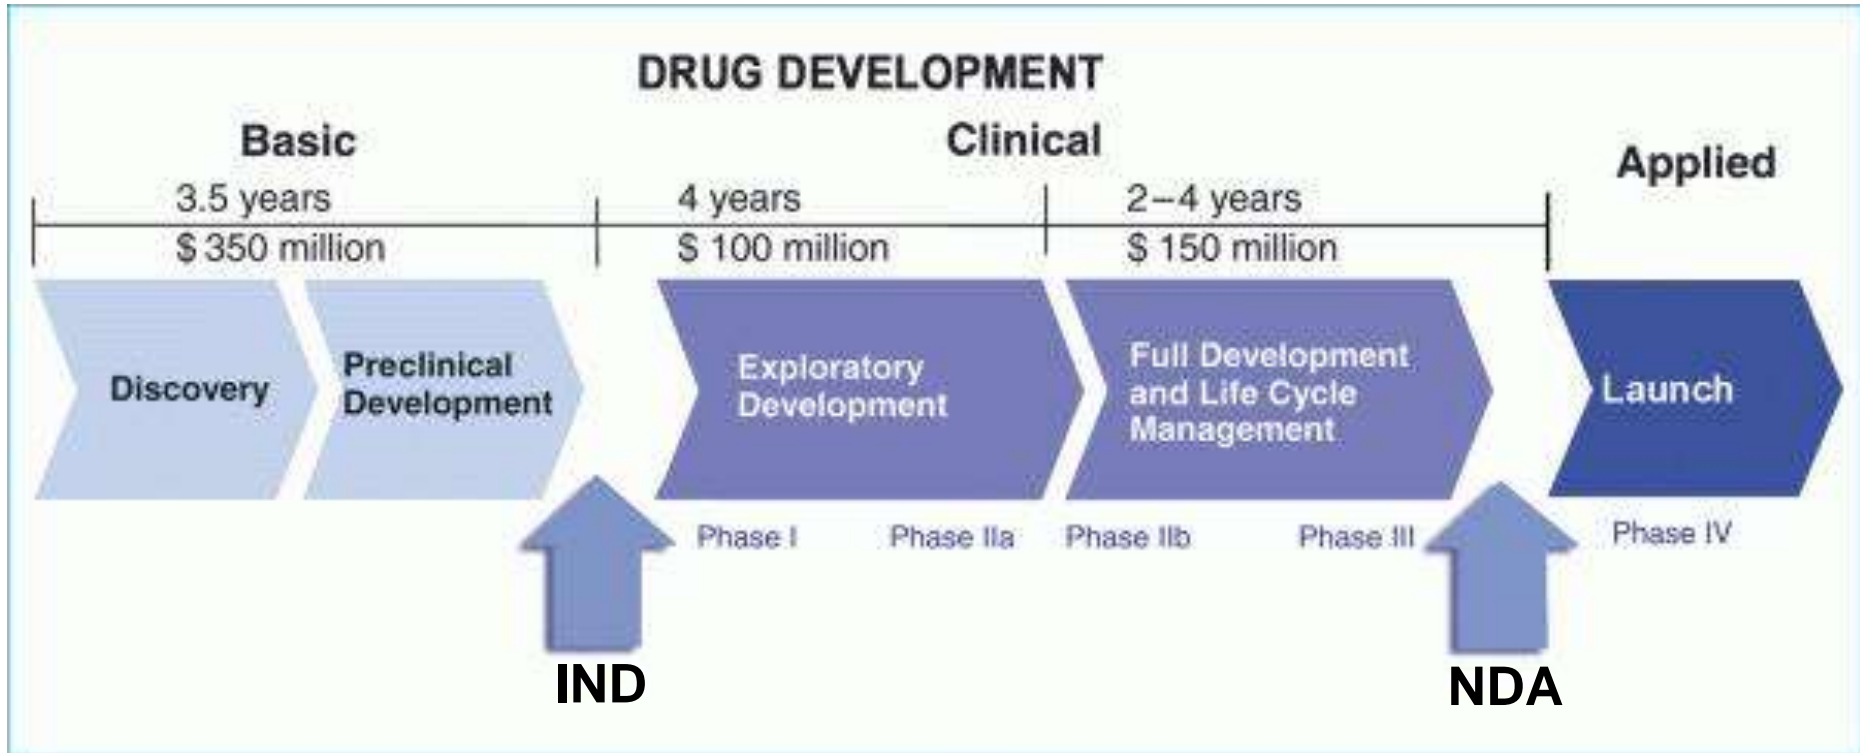 DRUG DEVELOPMENT
Basic
Clinical
Applied
3.5 years
4 years
2–4 years
$ 350 million
$ 100 million
$ 150 million
Discovery
Preclinical
Development
Exploratory
Development
Full Development
and Life Cycle
Management
Launch
Phase I
Phase IIa
Phase IIb
Phase III
Phase IV
IND
NDA